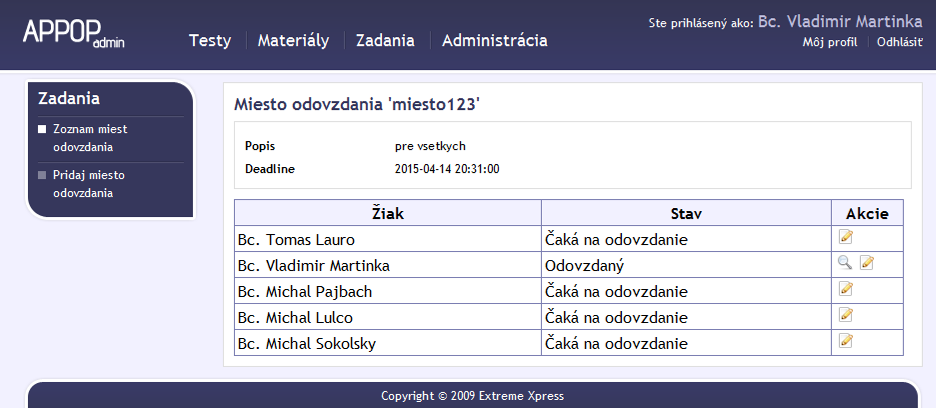 APPOP admin
Testy Materiály Zadania Administrácia
Ste prihlásený ako: Bc. Vladimir Martinka
Môj profil Odhlásiť
Zadania
Zoznam miest
odovzdania
Pridaj miesto
odovzdania
Miesto odovzdania 'miesto123'
Popis pre vsetkych
Deadline 2015-04-14 20:31:00
Žiak Stav Akcie
Bc. Tomas Lauro Čaká na odovzdanie
Bc. Vladimir Martinka Odovzdaný
Bc. Michal Pajbach Čaká na odovzdanie
Bc. Michal Lulco Čaká na odovzdanie
Bc. Michal Sokolsky Čaká na odovzdanie
Copyright © 2009 Extreme Xpress